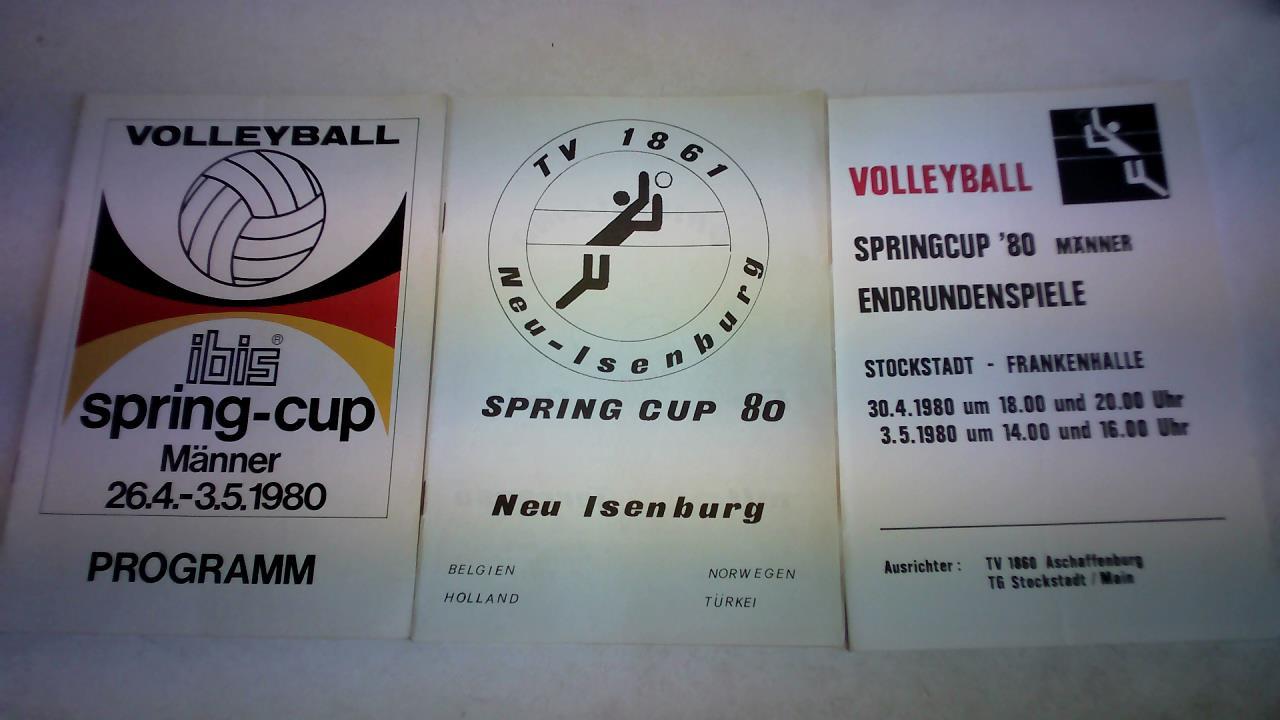 VOLLEYBALL
ibis®
spring-cup
Männer
26.4.-3.5.1980
PROGRAMM
TV 1861
Neu-Isenburg
SPRING CUP 80
Neu Isenburg
BELGIEN NORWEGEN
HOLLAND TÜRKEI
VOLLEYBALL
SPRINGCUP '80 MÄNNER
ENDRUNDENSPIELE
STOCKSTADT - FRANKENHALLE
30.4.1980 um 18.00 und 20.00 Uhr
3.5.1980 um 14.00 und 16.00 Uhr
Ausrichter: TV 1860 Aschaffenburg
TG Stockstadt / Main